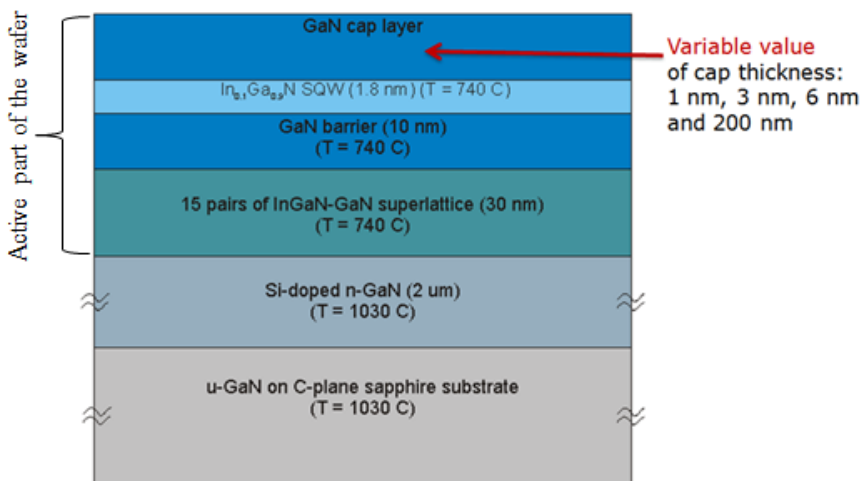 Active part of the wafer
GaN cap layer
In0,1Ga0,9N SQW (1.8 nm) (T = 740 C)
GaN barrier (10 nm)
(T = 740 C)
15 pairs of InGaN-GaN superlattice (30 nm)
(T = 740 C)
Si-doped n-GaN (2 um)
(T = 1030 C)
u-GaN on C-plane sapphire substrate
(T = 1030 C)
Variable value
of cap thickness:
1 nm, 3 nm, 6 nm
and 200 nm